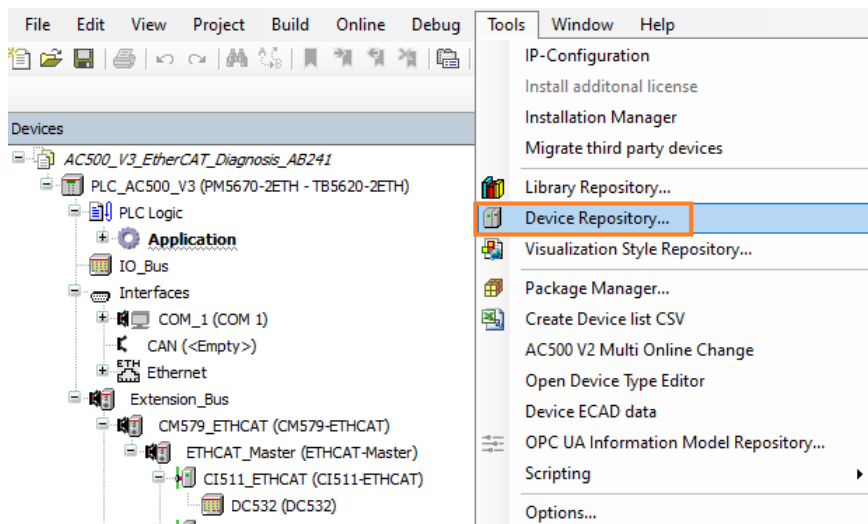 File Edit View Project Build Online Debug Tools Window Help
IP-Configuration
Install additonal license
Installation Manager
Migrate third party devices
Library Repository...
Device Repository...
Visualization Style Repository...
Package Manager...
Create Device list CSV
AC500 V2 Multi Online Change
Open Device Type Editor
Device ECAD data
OPC UA Information Model Repository...
Scripting
Options...
Devices
AC500_V3_EtherCAT_Diagnosis_AB241
PLC_AC500_V3 (PM5670-2ETH - TB5620-2ETH)
PLC Logic
Application
IO_Bus
Interfaces
COM_1 (COM 1)
CAN (<Empty>)
ETH Ethernet
Extension_Bus
CM579_ETHCAT (CM579-ETHCAT)
ETHCAT_Master (ETHCAT-Master)
CI511_ETHCAT (CI511-ETHCAT)
DC532 (DC532)